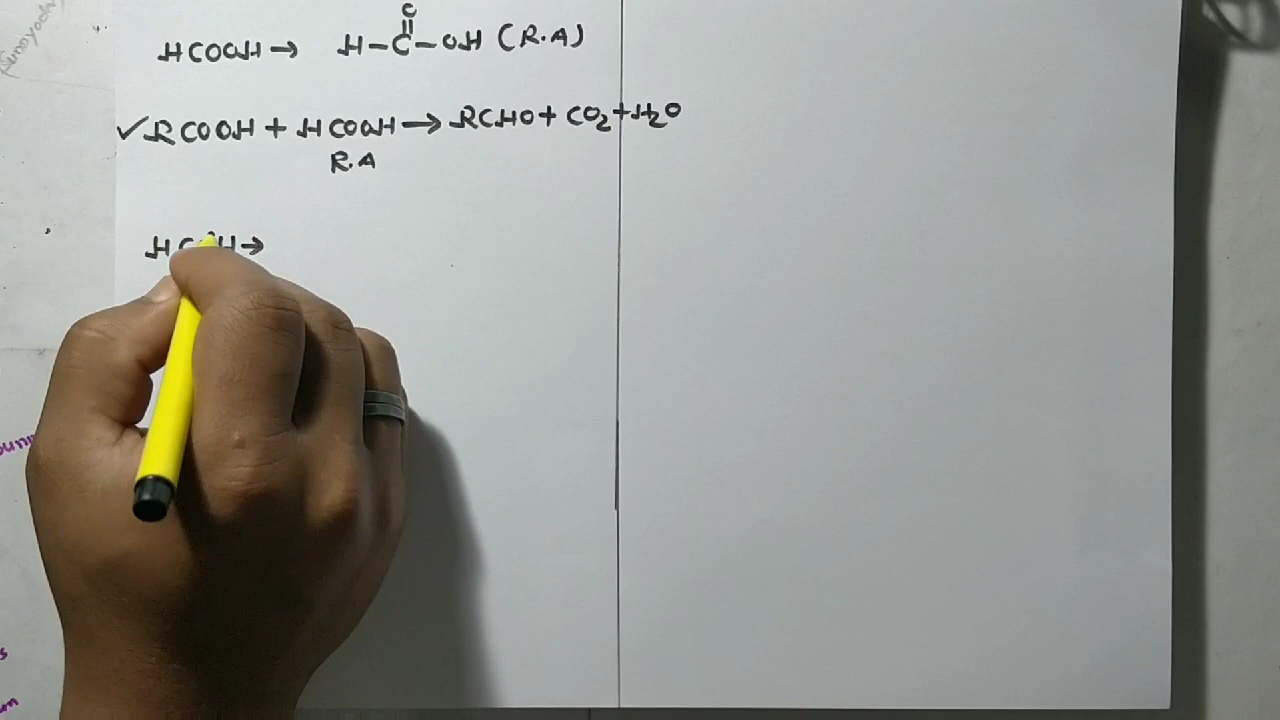 O
HCOOH → H-C-OH (R.A)
✓RCOOH + HCOOH → RCHO + CO2 + H2O
R.A